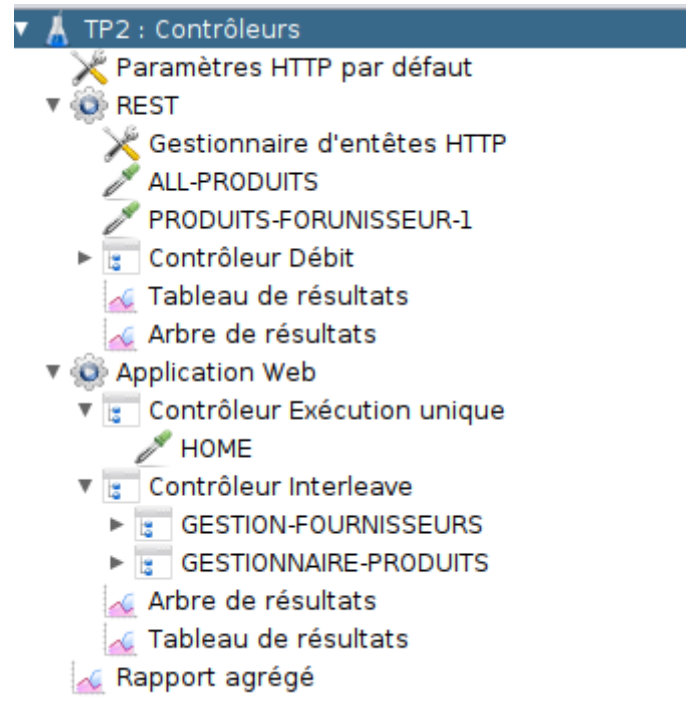 TP2 : Contrôleurs
Paramètres HTTP par défaut
REST
Gestionnaire d'entêtes HTTP
ALL-PRODUITS
PRODUITS-FORUNISSEUR-1
Contrôleur Débit
Tableau de résultats
Arbre de résultats
Application Web
Contrôleur Exécution unique
HOME
Contrôleur Interleave
GESTION-FOURNISSEURS
GESTIONNAIRE-PRODUITS
Arbre de résultats
Tableau de résultats
Rapport agrégé